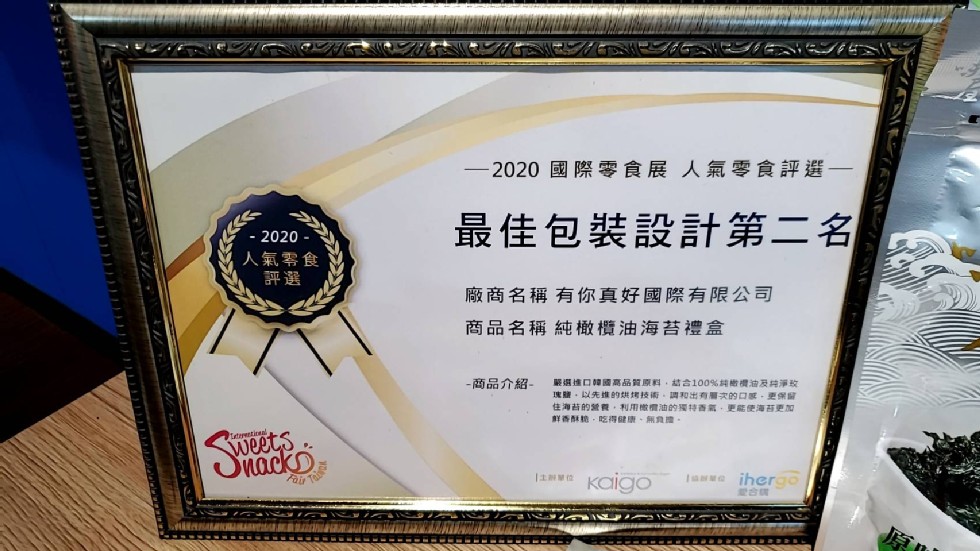 2020 國際零食展 人氣零食評選
最佳包裝設計第二名
- 2020 -
人氣零食
評選
廠商名稱 有你真好國際有限公司
商品名稱 純橄欖油海苔禮盒
-商品介紹-
嚴選進口韓國高品質原料，結合100%純橄欖油及純淨玫
瑰鹽，以先進的烘烤技術，調和出有層次的口感，更保留
住海苔的營養，利用橄欖油的獨特香氣，更能使海苔更加
鮮香酥脆，吃得健康、無負擔。
International
Sweets
Snack
Fair Taiwan
主辦單位
kaigo
協辦單位
ihergo
愛合購
原味